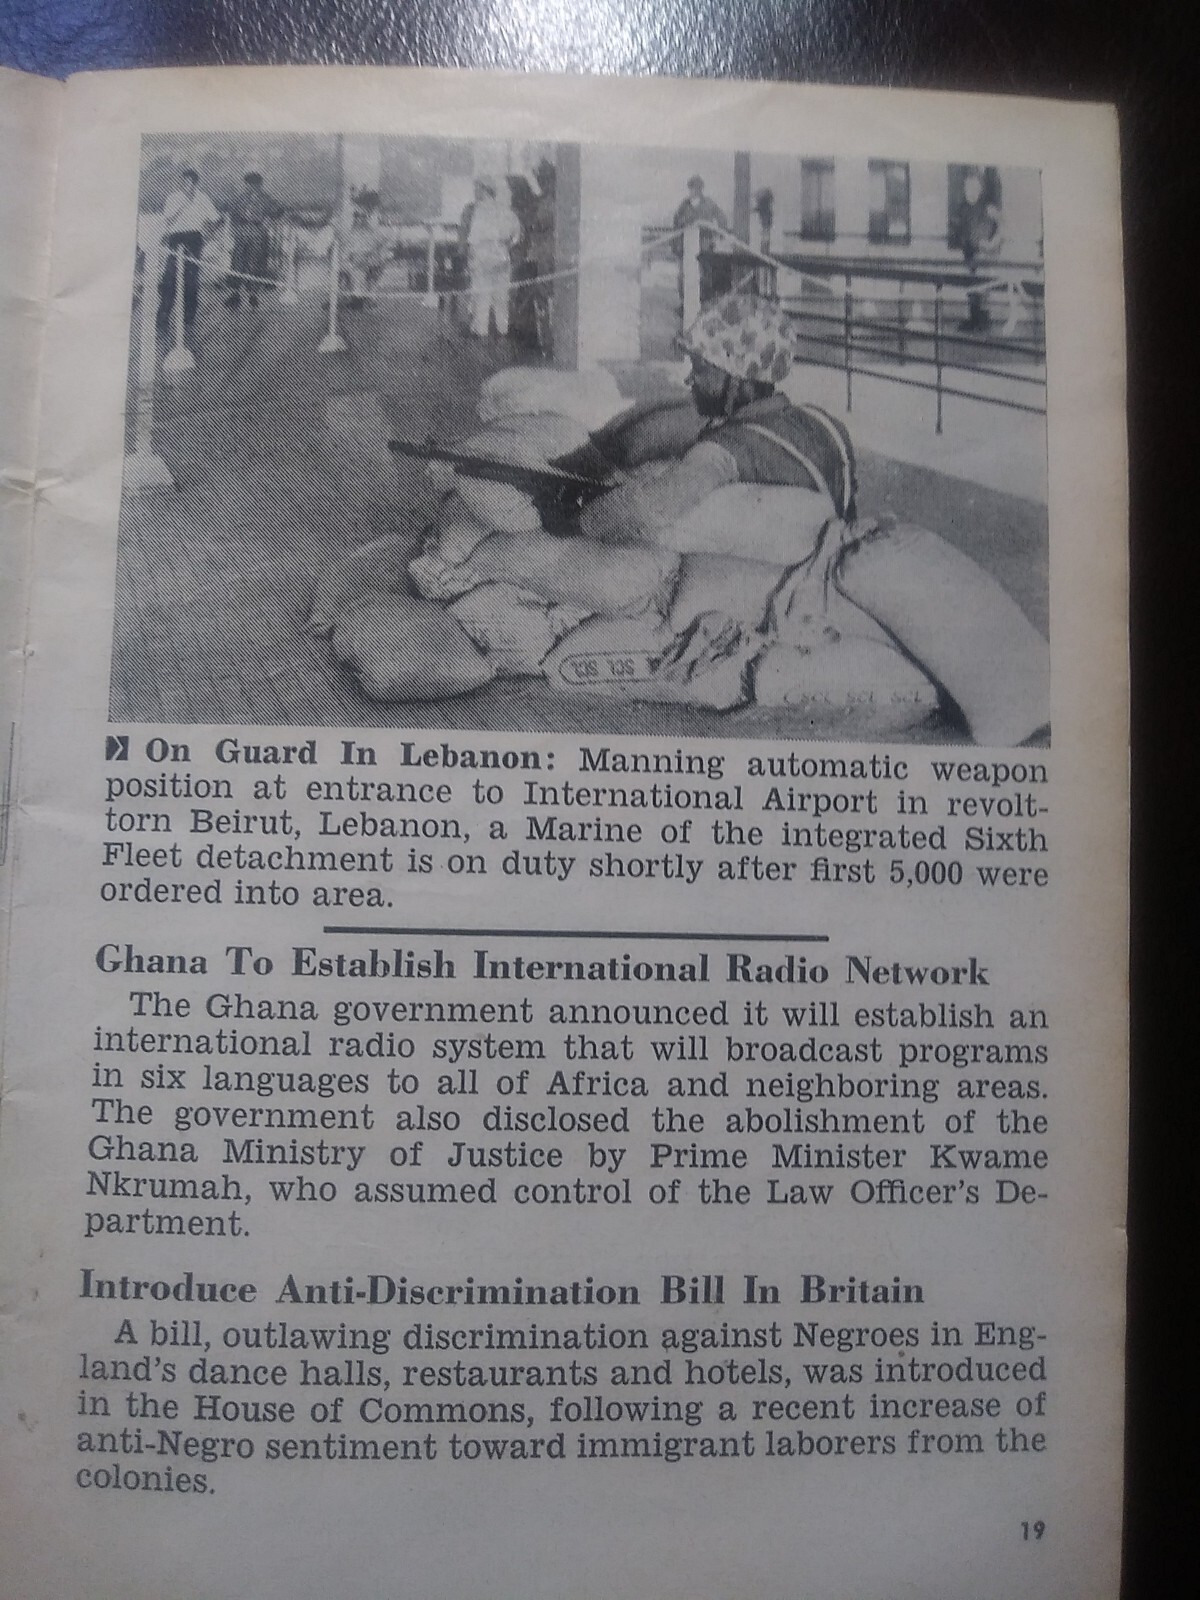 SCL SCL
SCL SCL SCL
On Guard In Lebanon: Manning automatic weapon
position at entrance to International Airport in revolt-
torn Beirut, Lebanon, a Marine of the integrated Sixth
Fleet detachment is on duty shortly after first 5,000 were
ordered into area.
Ghana To Establish International Radio Network
The Ghana government announced it will establish an
international radio system that will broadcast programs
in six languages to all of Africa and neighboring areas.
The government also disclosed the abolishment of the
Ghana Ministry of Justice by Prime Minister Kwame
Nkrumah, who assumed control of the Law Officer's De-
partment.
Introduce Anti-Discrimination Bill In Britain
A bill, outlawing discrimination against Negroes in Eng-
land's dance halls, restaurants and hotels, was introduced
in the House of Commons, following a recent increase of
anti-Negro sentiment toward immigrant laborers from the
colonies.
19